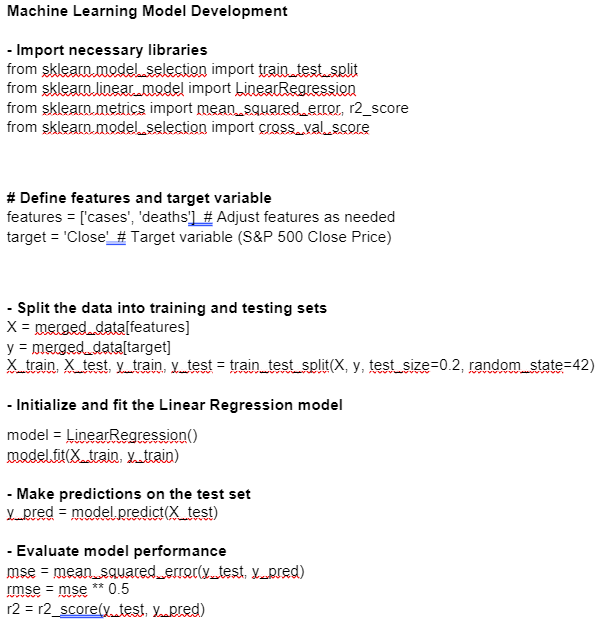 Machine Learning Model Development
- Import necessary libraries
from sklearn.model_selection import train_test_split
from sklearn.linear_model import LinearRegression
from sklearn.metrics import mean_squared_error, r2_score
from sklearn.model_selection import cross_val_score
# Define features and target variable
features = ['cases', 'deaths'] # Adjust features as needed
target = 'Close' # Target variable (S&P 500 Close Price)
- Split the data into training and testing sets
X = merged_data[features]
y = merged_data[target]
X_train, X_test, y_train, y_test = train_test_split(X, y, test_size=0.2, random_state=42)
- Initialize and fit the Linear Regression model
model = LinearRegression()
model.fit(X_train, y_train)
- Make predictions on the test set
y_pred = model.predict(X_test)
- Evaluate model performance
mse = mean_squared_error(y_test, y_pred)
rmse = mse ** 0.5
r2 = r2_score(y_test, y_pred)